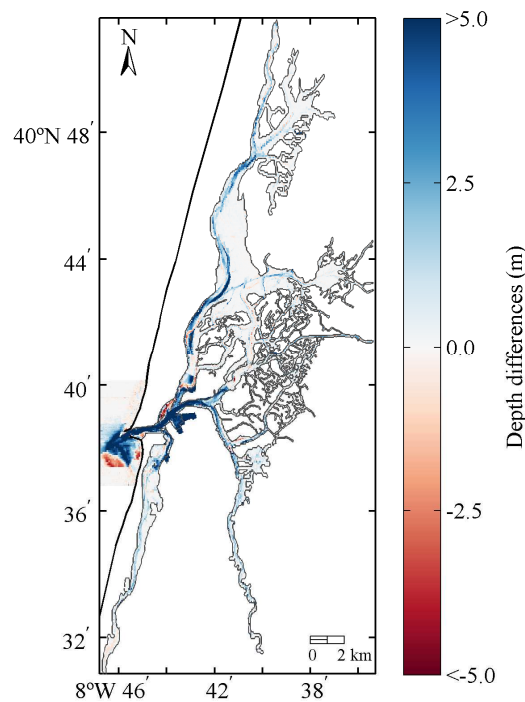 N
40ºN 48′
44′
40′
36′
32′
8ºW 46′
42′
38′
0 2 km
>5.0
2.5
0.0
-2.5
<-5.0
Depth differences (m)